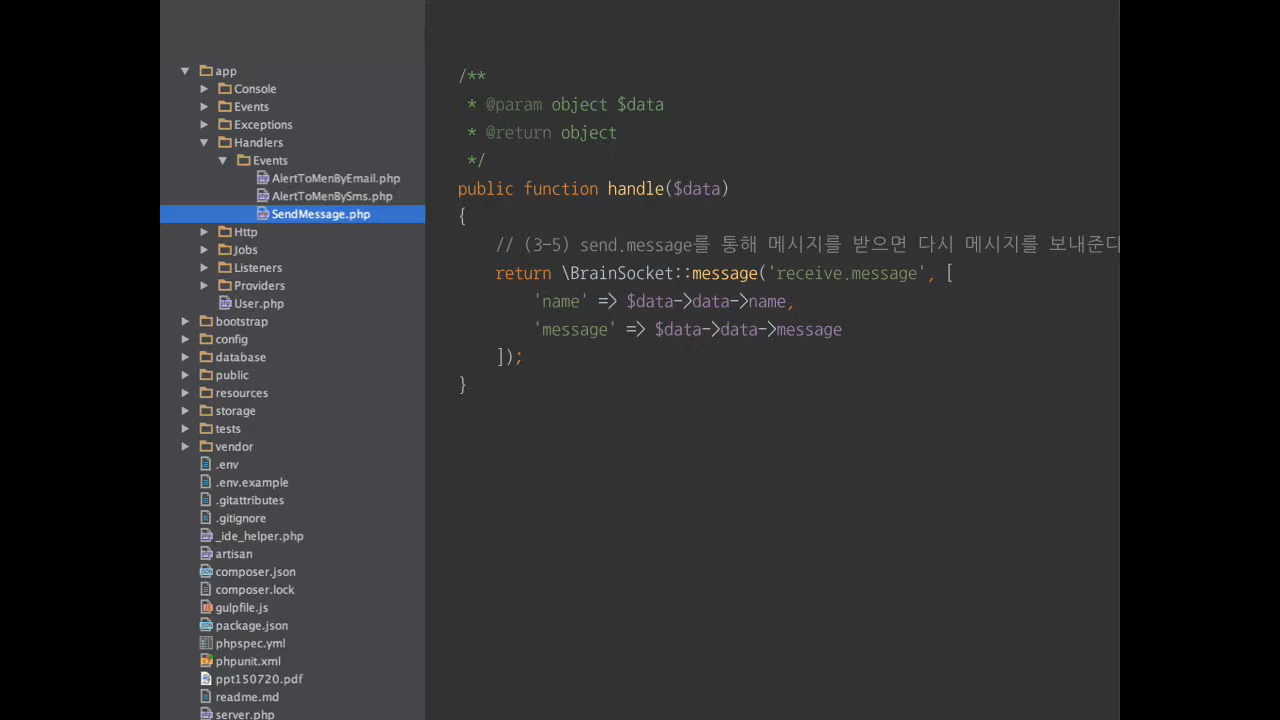 app
Console
Events
Exceptions
Handlers
Events
AlertToMenByEmail.php
AlertToMenBySms.php
SendMessage.php
Http
Jobs
Listeners
Providers
User.php
bootstrap
config
database
public
resources
storage
tests
vendor
.env
.env.example
.gitattributes
.gitignore
_ide_helper.php
artisan
composer.json
composer.lock
gulpfile.js
package.json
phpspec.yml
phpunit.xml
ppt150720.pdf
readme.md
server.php
/**
* @param object $data
* @return object
*/
public function handle($data)
{
// (3-5) send.message를 통해 메시지를 받으면 다시 메시지를 보내준다
return \BrainSocket::message('receive.message', [
'name' => $data->data->name,
'message' => $data->data->message
]);
}